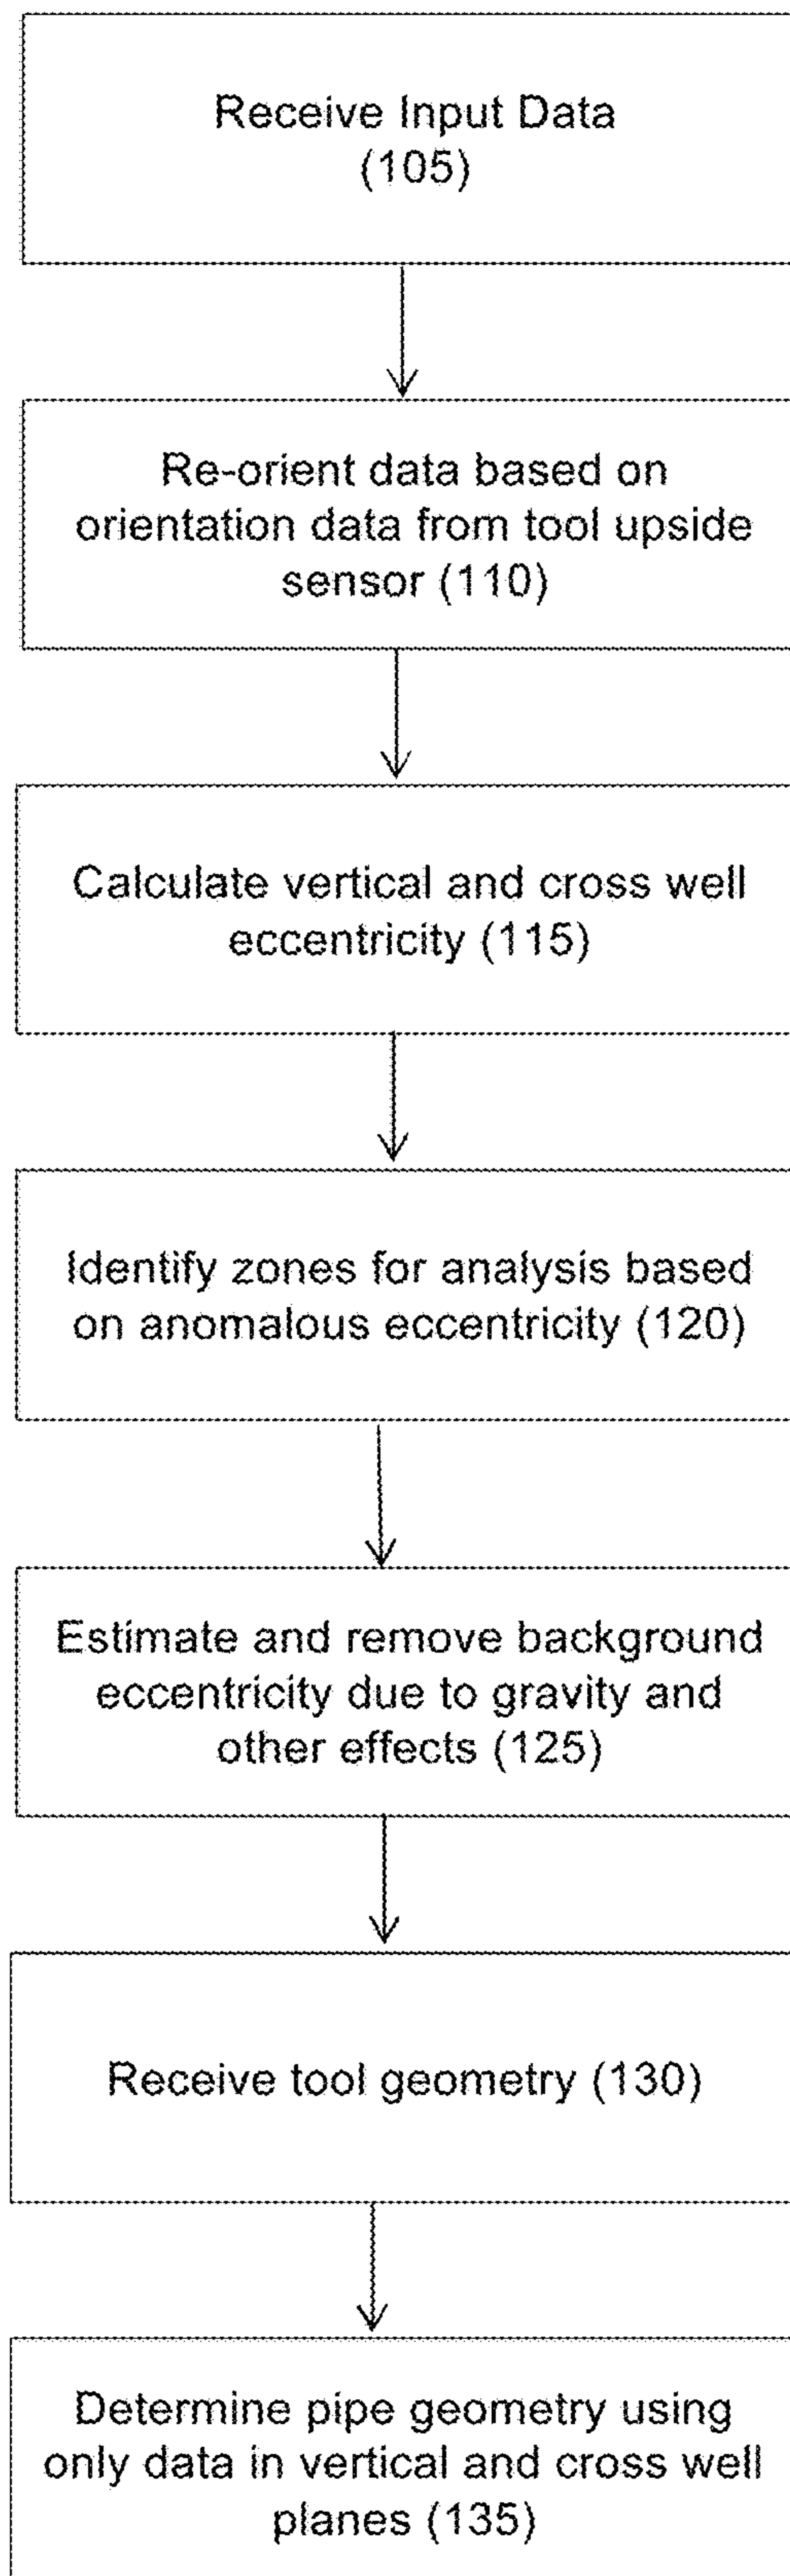 Receive Input Data
(105)
Re-orient data based on
orientation data from tool upside
sensor (110)
Calculate vertical and cross well
eccentricity (115)
Identify zones for analysis based
on anomalous eccentricity (120)
Estimate and remove background
eccentricity due to gravity and
other effects (125)
Receive tool geometry (130)
Determine pipe geometry using
only data in vertical and cross well
planes (135)